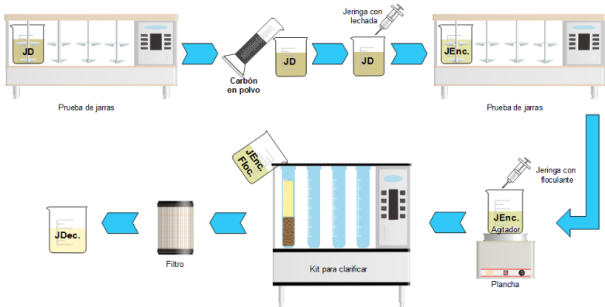 JD
Prueba de jarras
Carbón
en polvo
JD
Jeringa con
lechada
JD
JEnc.
Prueba de jarras
Jeringa con
floculante
JEnc.
Agitador
Plancha
JEnc.
Floc.
Kit para clarificar
Filtro
JDec.